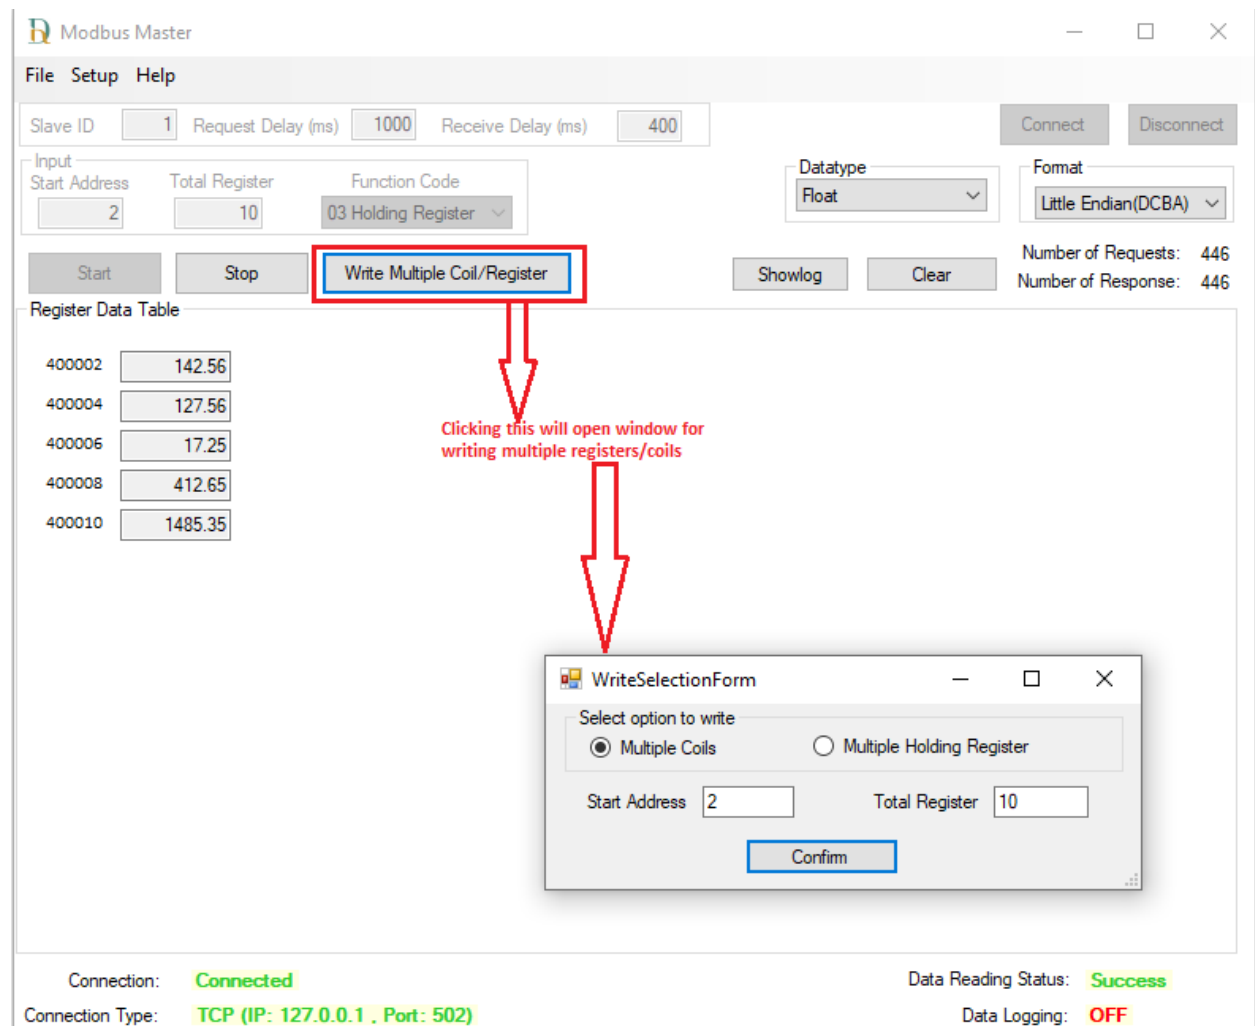 Modbus Master
File Setup Help
Slave ID 1 Request Delay (ms) 1000 Receive Delay (ms) 400 Connect Disconnect
Input
Start Address Total Register Function Code
2 10 03 Holding Register
Datatype
Float
Format
Little Endian(DCBA)
Start Stop Write Multiple Coil/Register Showlog Clear
Number of Requests: 446
Number of Response: 446
Register Data Table
400002 142.56
400004 127.56
400006 17.25
400008 412.65
400010 1485.35
Clicking this will open window for
writing multiple registers/coils
WriteSelectionForm
Select option to write
Multiple Coils Multiple Holding Register
Start Address 2 Total Register 10
Confirm
Connection: Connected
Data Reading Status: Success
Connection Type: TCP (IP: 127.0.0.1 , Port: 502)
Data Logging: OFF